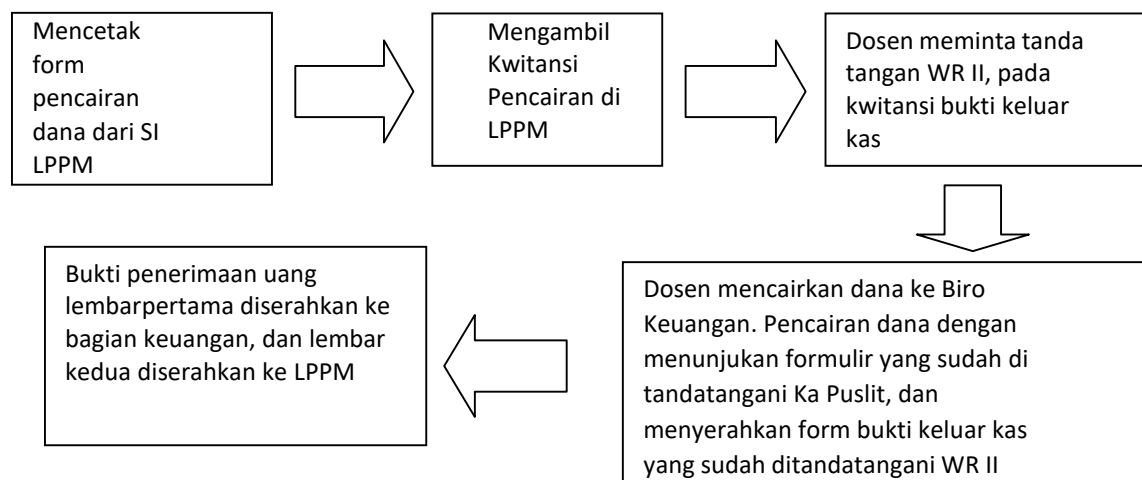 Mencetak
form
pencairan
dana dari SI
LPPM
Mengambil
Kwitansi
Pencairan di
LPPM
Dosen meminta tanda
tangan WR II, pada
kwitansi bukti keluar
kas
Dosen mencairkan dana ke Biro
Keuangan. Pencairan dana dengan
menunjukan formulir yang sudah di
tandatangani Ka Puslit, dan
menyerahkan form bukti keluar kas
yang sudah ditandatangani WR II
Bukti penerimaan uang
lembarpertama diserahkan ke
bagian keuangan, dan lembar
kedua diserahkan ke LPPM